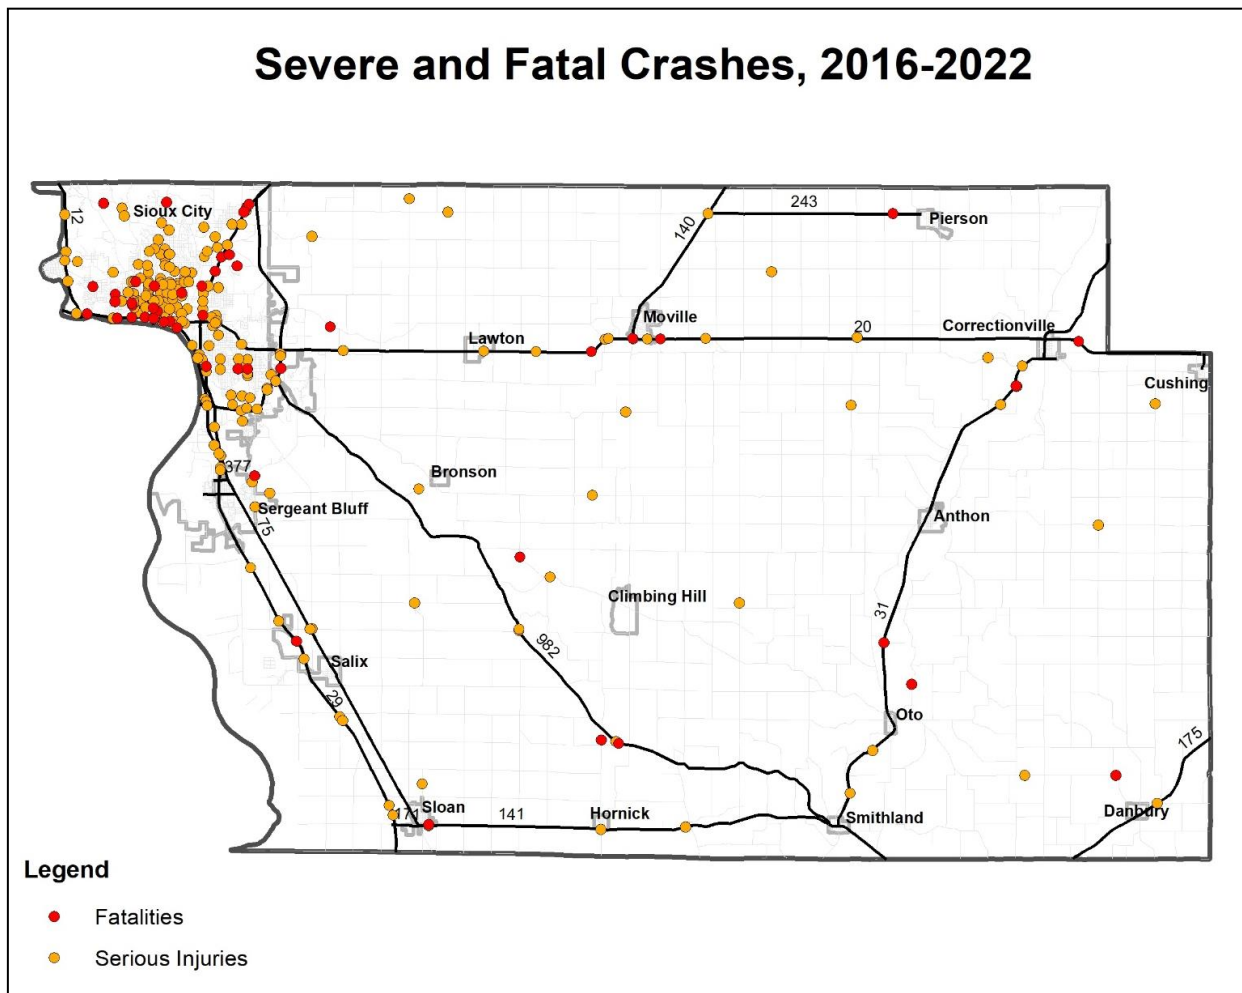 Severe and Fatal Crashes, 2016-2022
12
Sioux City
140
243
Pierson
Moville
Lawton
20
Correctionville
Cushing
377
Bronson
Sergeant Bluff
75
Anthon
Climbing Hill
31
982
Salix
29
Oto
175
Sloan
171
141
Hornick
Smithland
Danbury
Legend
Fatalities
Serious Injuries